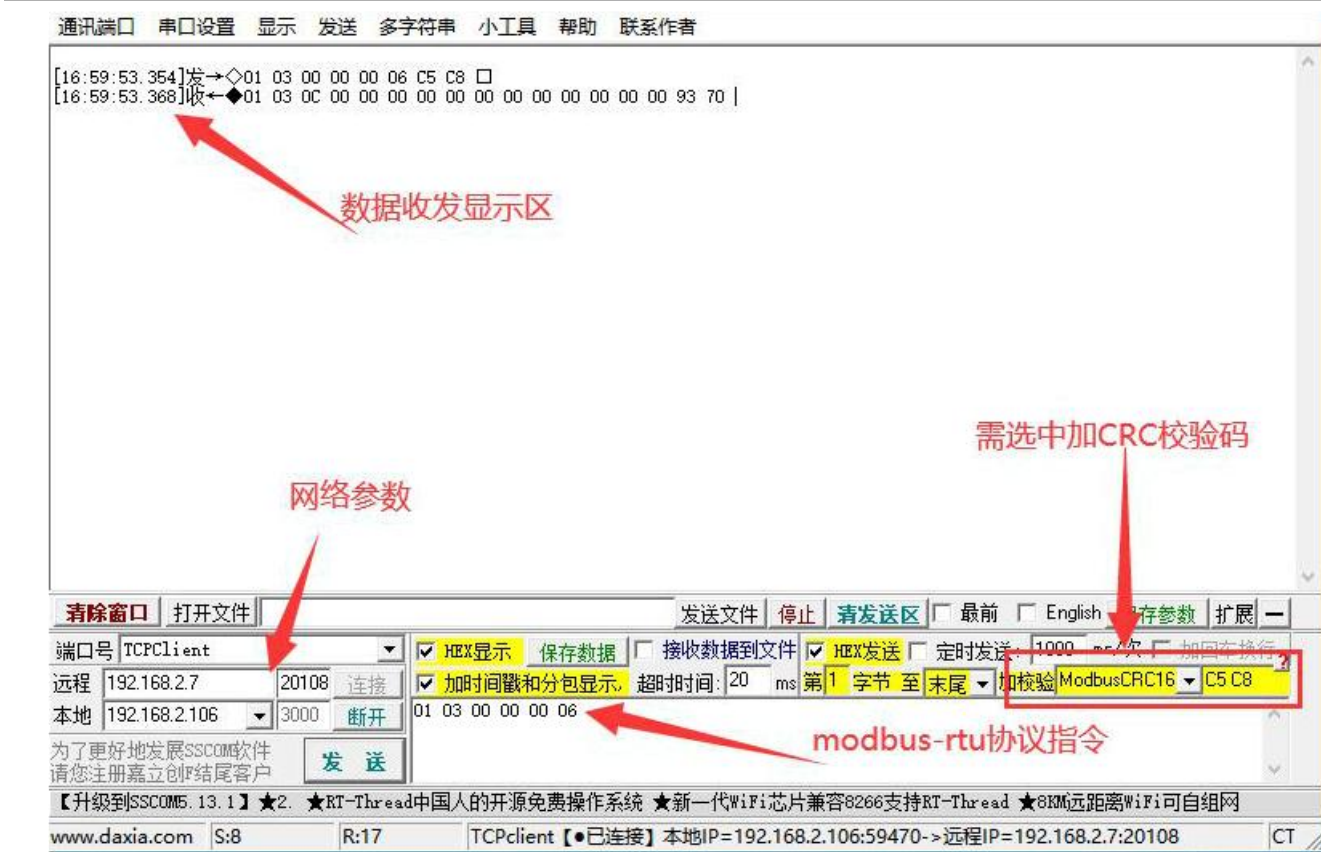 通讯端口 串口设置 显示 发送 多字符串 小工具 帮助 联系作者
[16:59:53.354]发→◇01 03 00 00 00 06 C5 C8 □
[16:59:53.368]收←◆01 03 0C 00 00 00 00 00 00 00 00 00 00 00 00 93 70
数据收发显示区
需选中加CRC校验码
网络参数
清除窗口 打开文件 发送文件 停止 清发送区 最前 English 存参数 扩展 —
端口号 TCPClient HEX显示 保存数据 接收数据到文件 HEX发送 定时发送: 1000 ms/次 加回车换行
远程 192.168.2.7 20108 连接 加时间戳和分包显示, 超时时间: 20 ms 第 1 字节 至 末尾 加校验 ModbusCRC16 C5 C8 ?
本地 192.168.2.106 3000 断开 01 03 00 00 00 06
modbus-rtu协议指令
为了更好地发展SSCOM软件
请您注册嘉立创F结尾客户
发 送
【升级到SSCOM5.13.1】★2. ★RT-Thread中国人的开源免费操作系统 ★新一代WiFi芯片兼容8266支持RT-Thread ★8KM远距离WiFi可自组网
www.daxia.com S:8 R:17 TCPclient【●已连接】本地IP=192.168.2.106:59470->远程IP=192.168.2.7:20108 CT